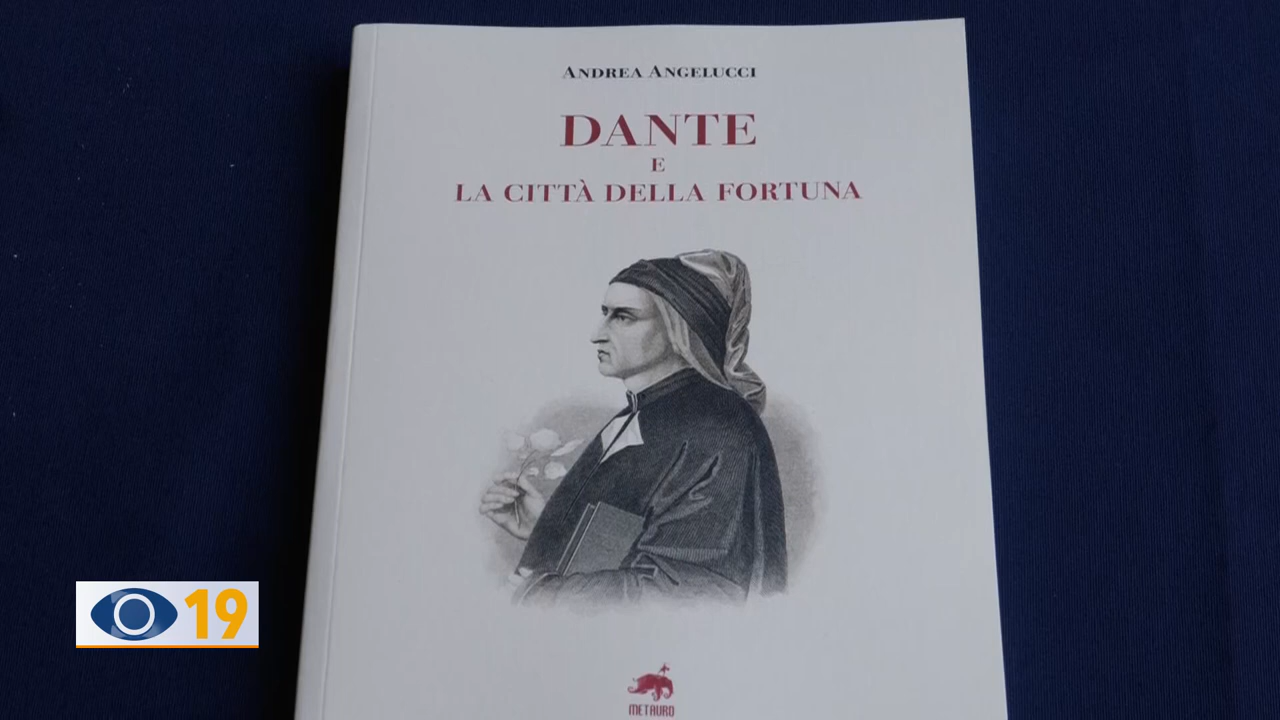 ANDREA ANGELUCCI
DANTE
E
LA CITTÀ DELLA FORTUNA
19
METAURO